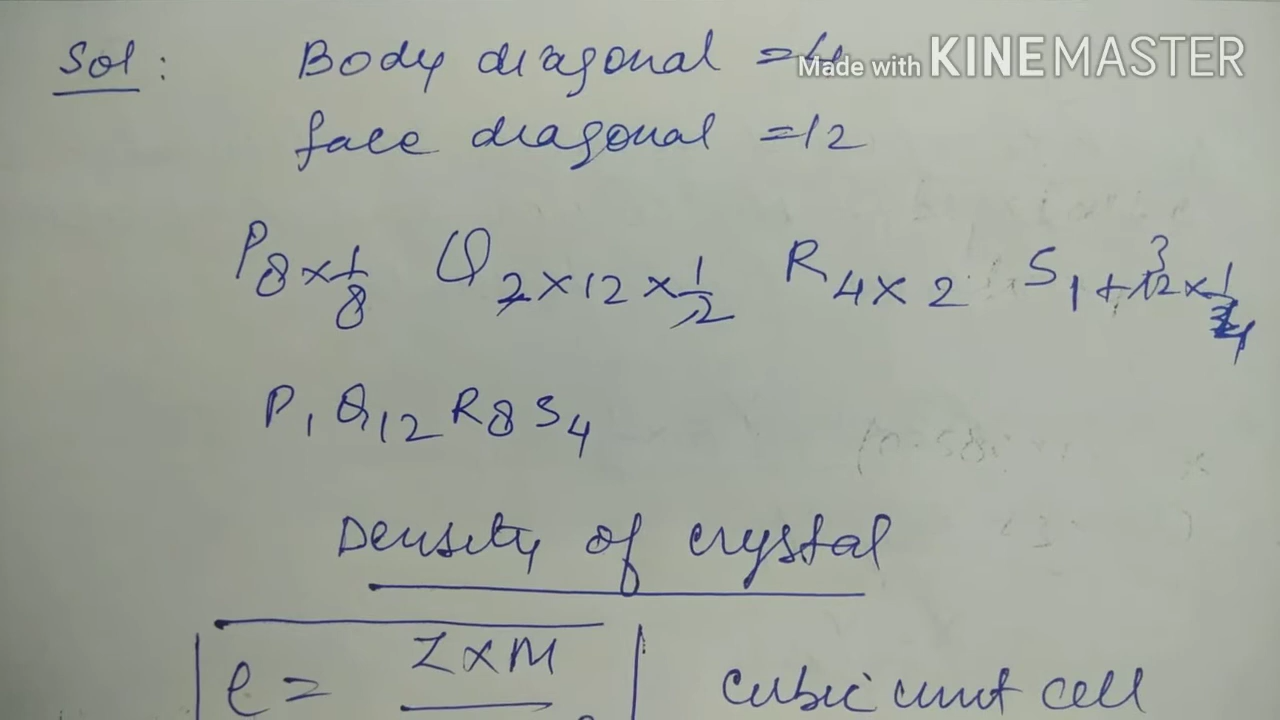 Sol: Body diagonal =4
Made with KINEMASTER
face diagonal =12
P8×1/8 Q2×12×1/2 R4×2 S1+12×1/4
P1Q12R8S4
Density of crystal
ρ = Z×M
cubic unit cell